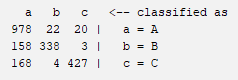 a b c <-- classified as
978 22 20 | a = A
158 338 3 | b = B
168 4 427 | c = C